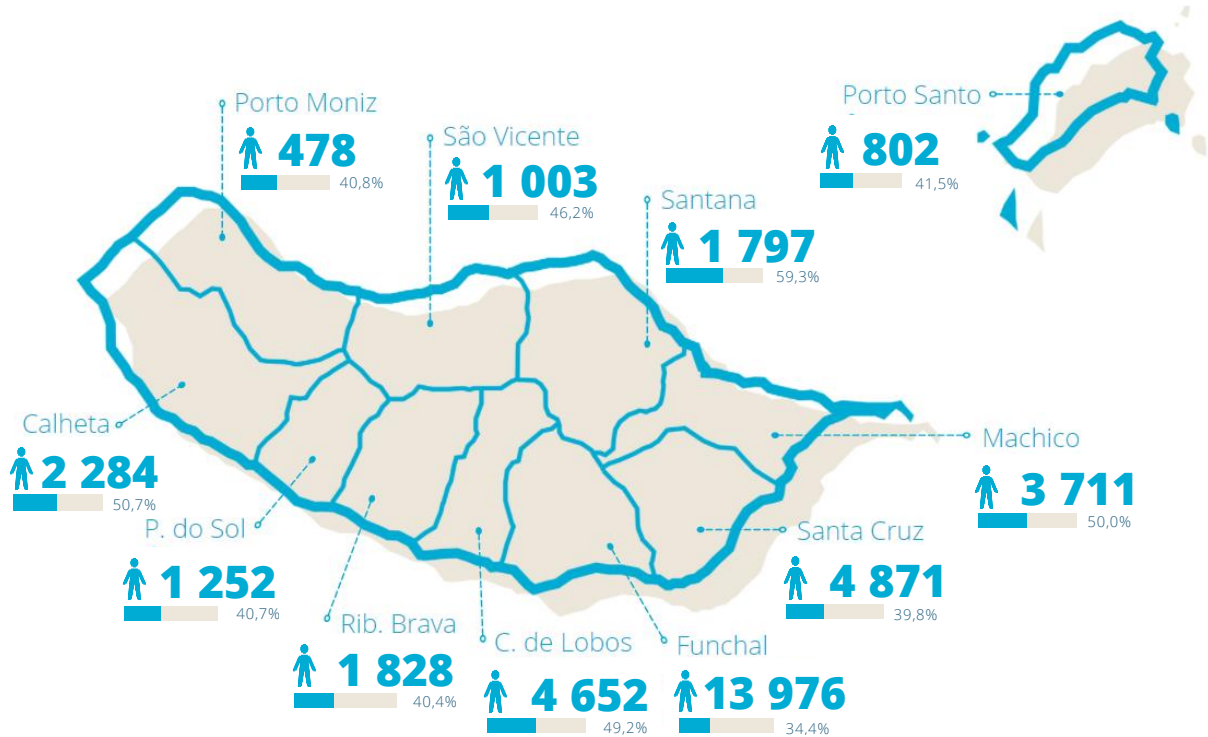 Porto Moniz
478
40,8%
São Vicente
1 003
46,2%
Santana
1 797
59,3%
Porto Santo
802
41,5%
Calheta
2 284
50,7%
P. do Sol
1 252
40,7%
Rib. Brava
1 828
40,4%
C. de Lobos
4 652
49,2%
Funchal
13 976
34,4%
Santa Cruz
4 871
39,8%
Machico
3 711
50,0%